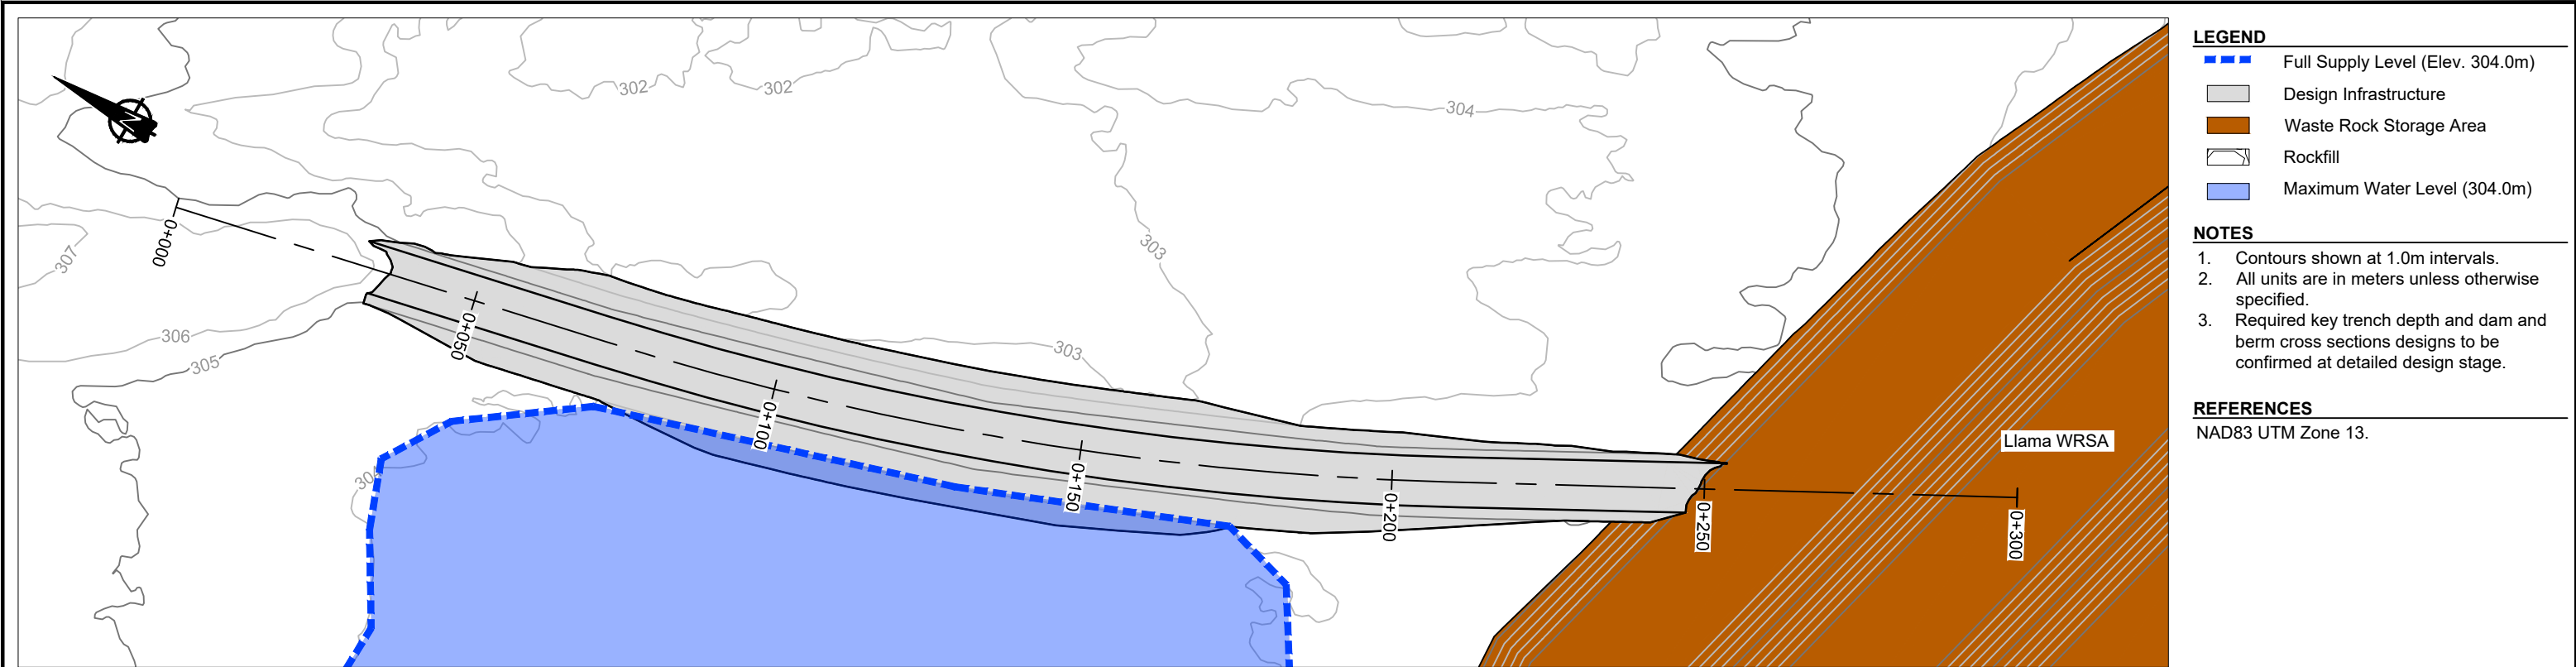 302
302
304
303
307
306
305
303
304
0+000
0+050
0+100
0+150
0+200
0+250
0+300
Llama WRSA
N
LEGEND
Full Supply Level (Elev. 304.0m)
Design Infrastructure
Waste Rock Storage Area
Rockfill
Maximum Water Level (304.0m)
NOTES
1. Contours shown at 1.0m intervals.
2. All units are in meters unless otherwise
specified.
3. Required key trench depth and dam and
berm cross sections designs to be
confirmed at detailed design stage.
REFERENCES
NAD83 UTM Zone 13.